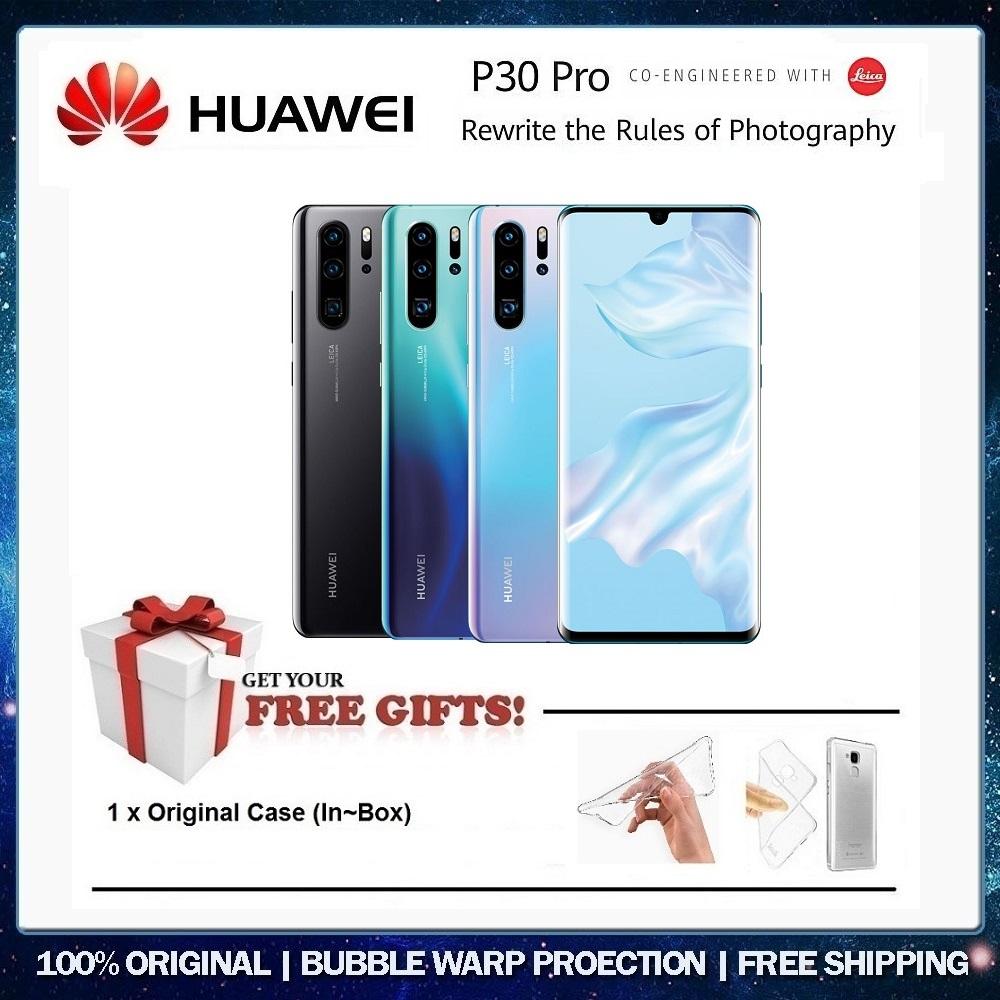 HUAWEI
P30 Pro CO-ENGINEERED WITH Leica
Rewrite the Rules of Photography
LEICA
LEICA
LEICA
HUAWEI
HUAWEI
HUAWEI
GET YOUR
FREE GIFTS!
1 x Original Case (In~Box)
100% ORIGINAL | BUBBLE WARP PROECTION | FREE SHIPPING